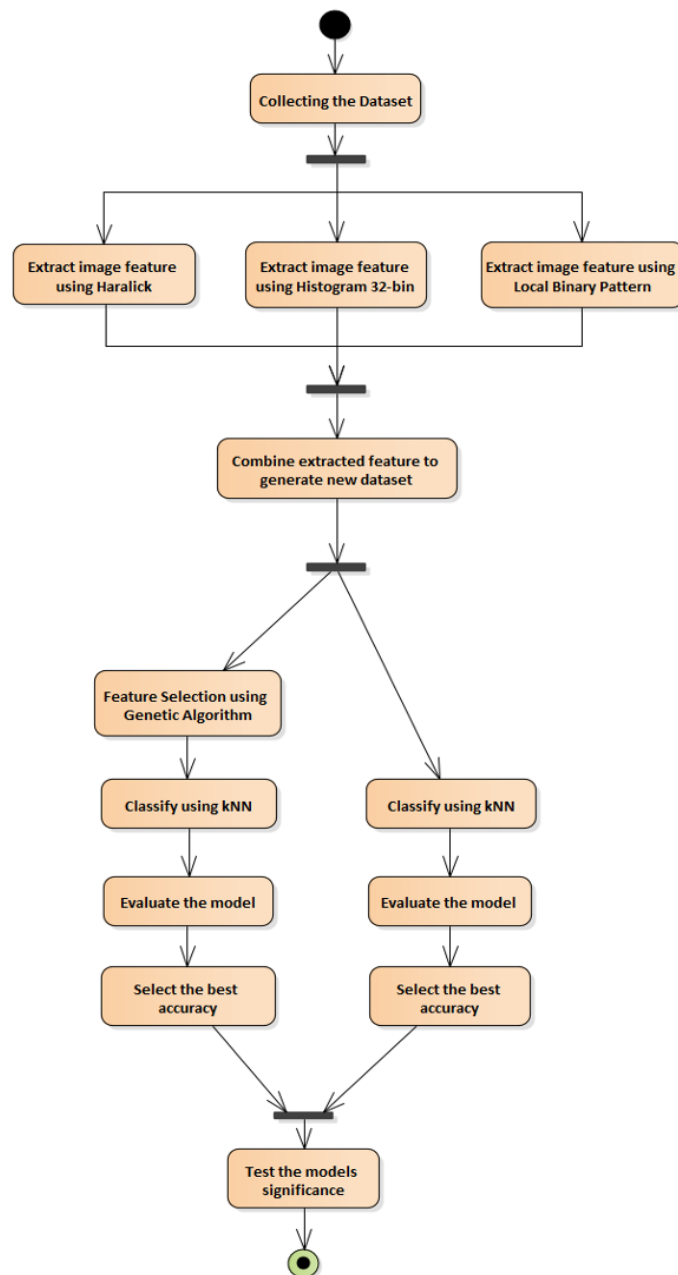 Collecting the Dataset
Extract image feature
using Haralick
Extract image feature
using Histogram 32-bin
Extract image feature using
Local Binary Pattern
Combine extracted feature to
generate new dataset
Feature Selection using
Genetic Algorithm
Classify using kNN
Evaluate the model
Select the best
accuracy
Classify using kNN
Evaluate the model
Select the best
accuracy
Test the models
significance